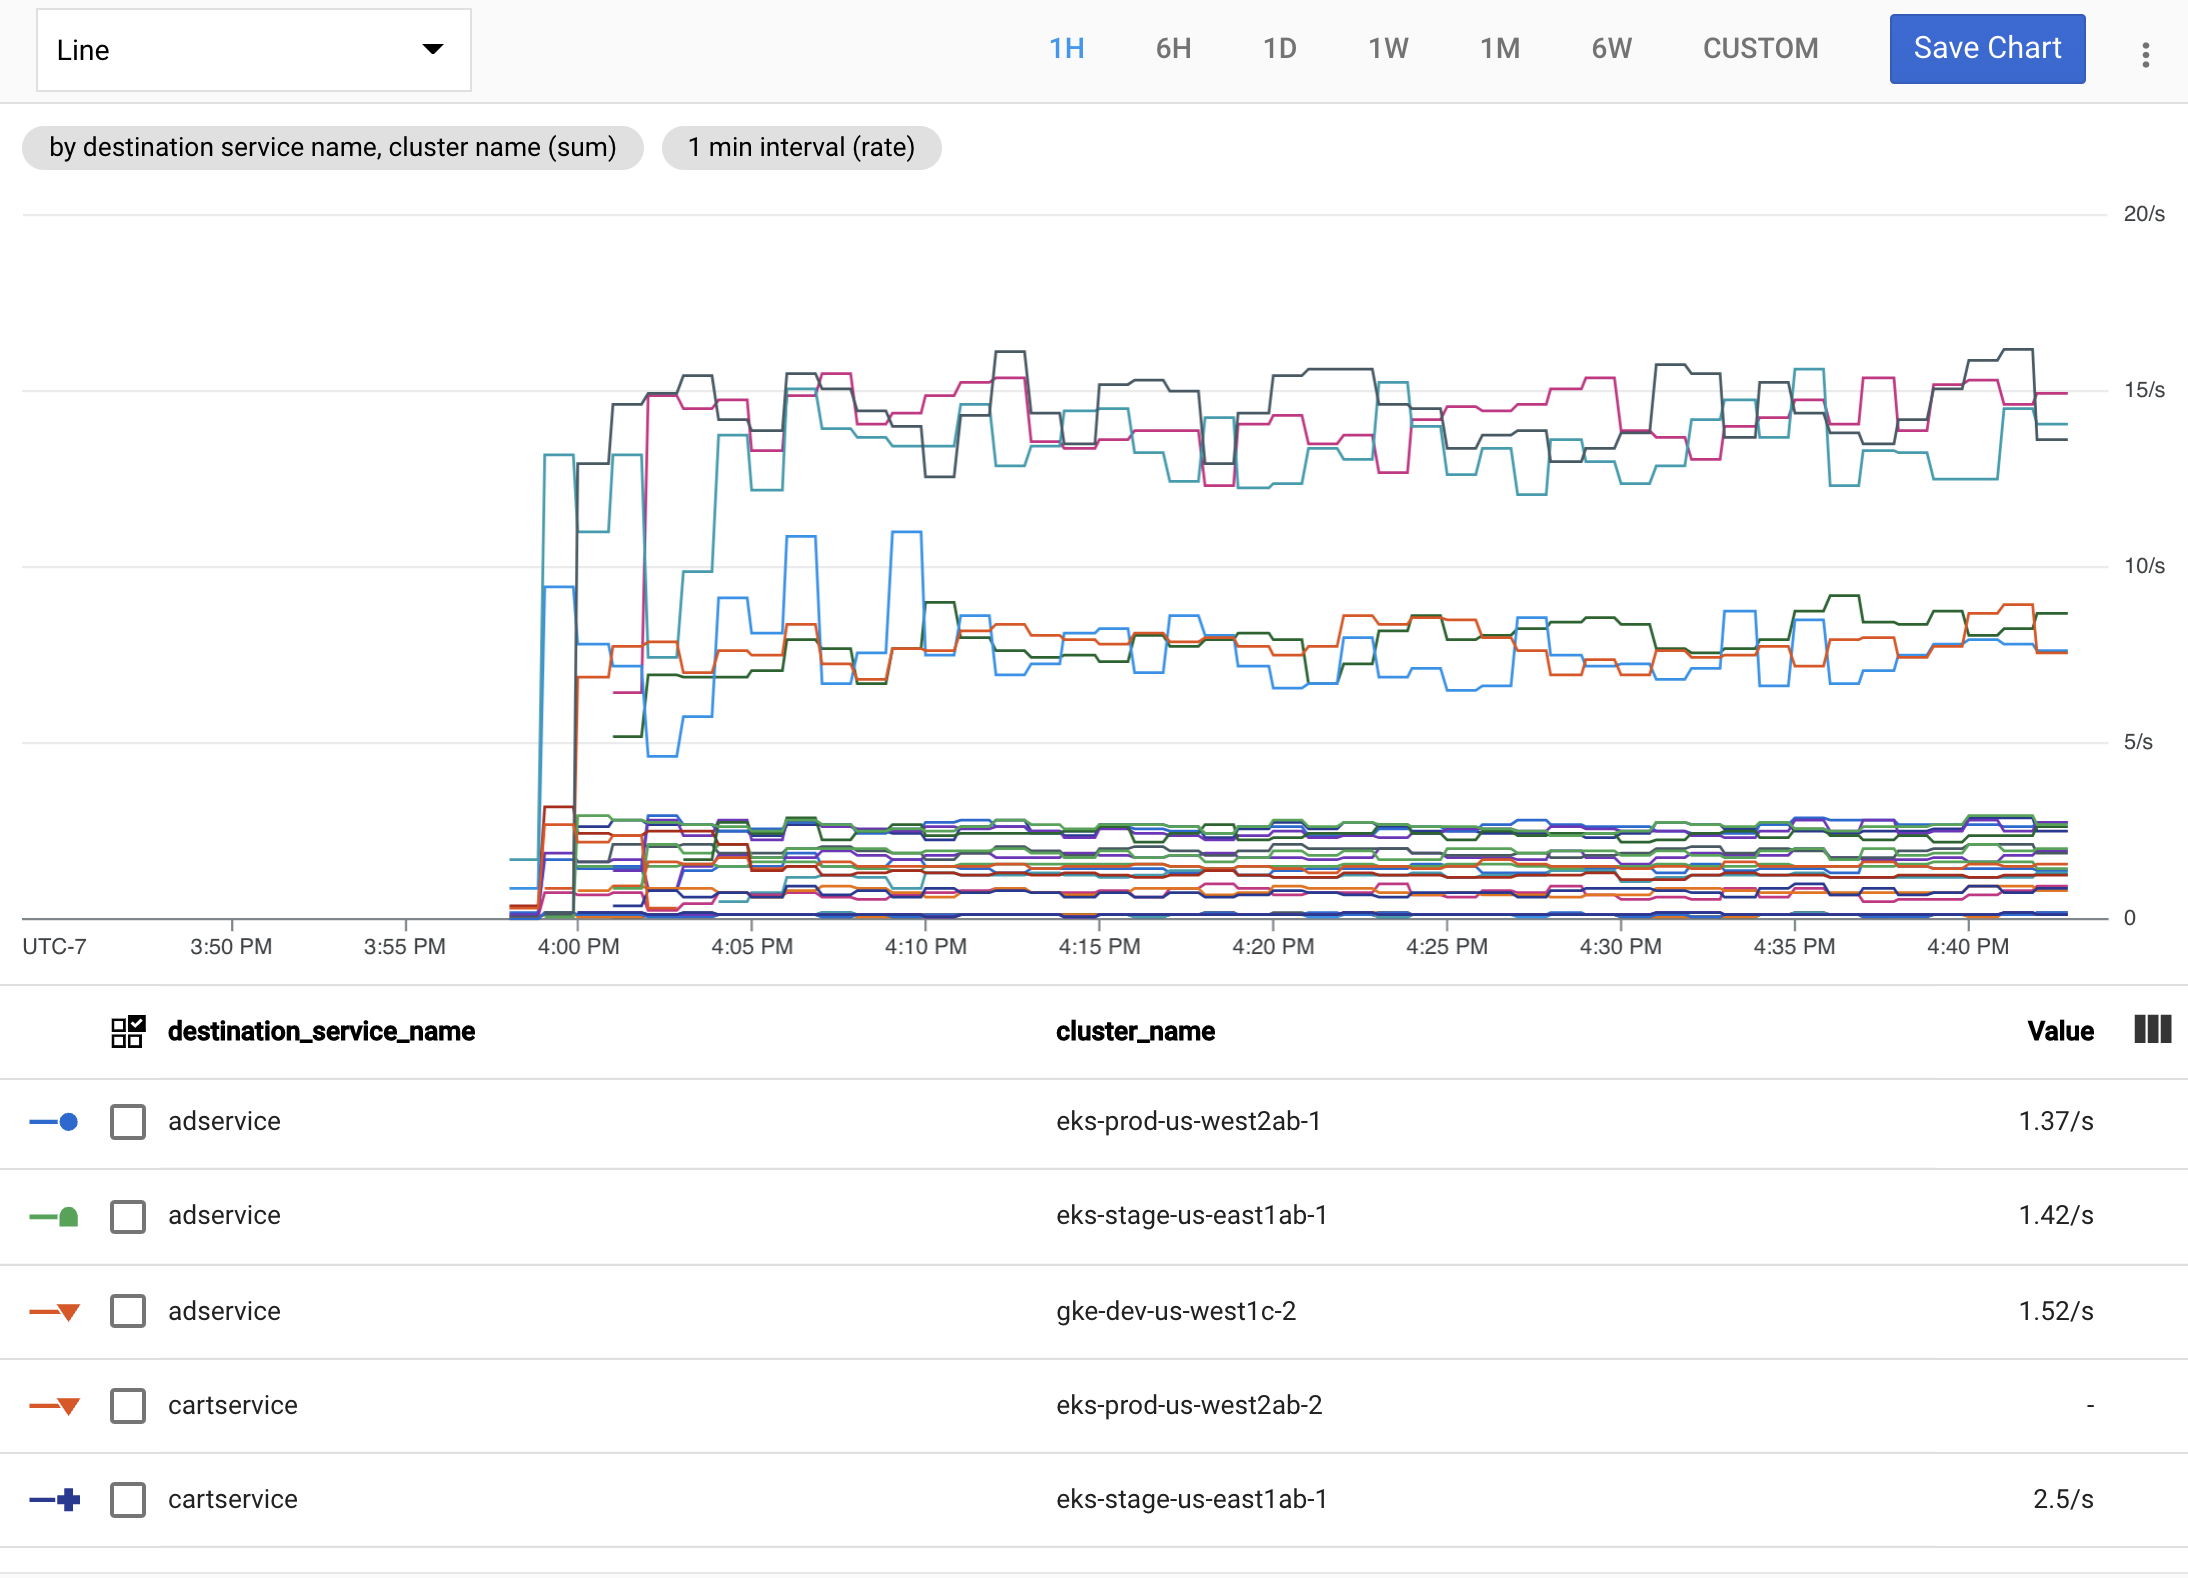 Line
1H 6H 1D 1W 1M 6W CUSTOM Save Chart
by destination service name, cluster name (sum) 1 min interval (rate)
20/s
15/s
10/s
5/s
0
UTC-7 3:50 PM 3:55 PM 4:00 PM 4:05 PM 4:10 PM 4:15 PM 4:20 PM 4:25 PM 4:30 PM 4:35 PM 4:40 PM
destination_service_name cluster_name Value
adservice eks-prod-us-west2ab-1 1.37/s
adservice eks-stage-us-east1ab-1 1.42/s
adservice gke-dev-us-west1c-2 1.52/s
cartservice eks-prod-us-west2ab-2 -
cartservice eks-stage-us-east1ab-1 2.5/s